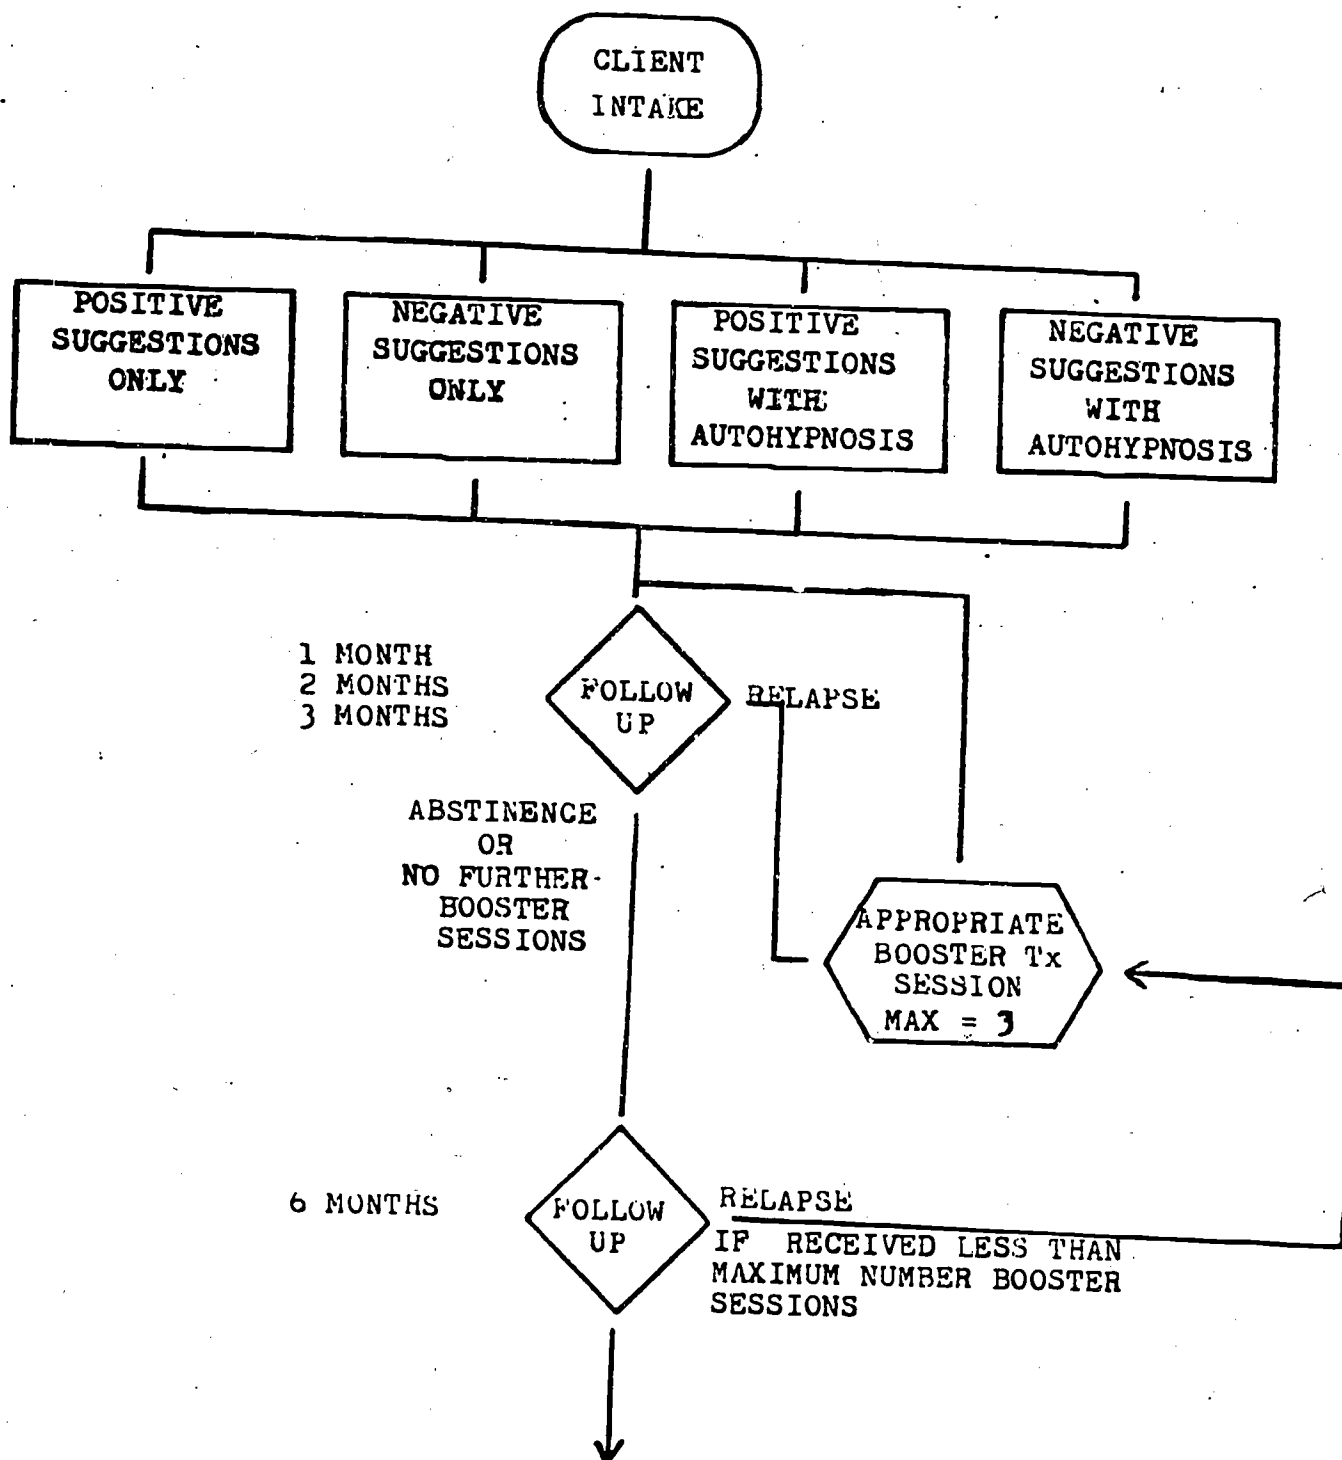 CLIENT
INTAKE
POSITIVE
SUGGESTIONS
ONLY
NEGATIVE
SUGGESTIONS
ONLY
POSITIVE
SUGGESTIONS
WITH
AUTOHYPNOSIS
NEGATIVE
SUGGESTIONS
WITH
AUTOHYPNOSIS
1 MONTH
2 MONTHS
3 MONTHS
FOLLOW
UP
RELAPSE
ABSTINENCE
OR
NO FURTHER
BOOSTER
SESSIONS
APPROPRIATE
BOOSTER Tx
SESSION
MAX = 3
6 MONTHS
FOLLOW
UP
RELAPSE
IF RECEIVED LESS THAN
MAXIMUM NUMBER BOOSTER
SESSIONS